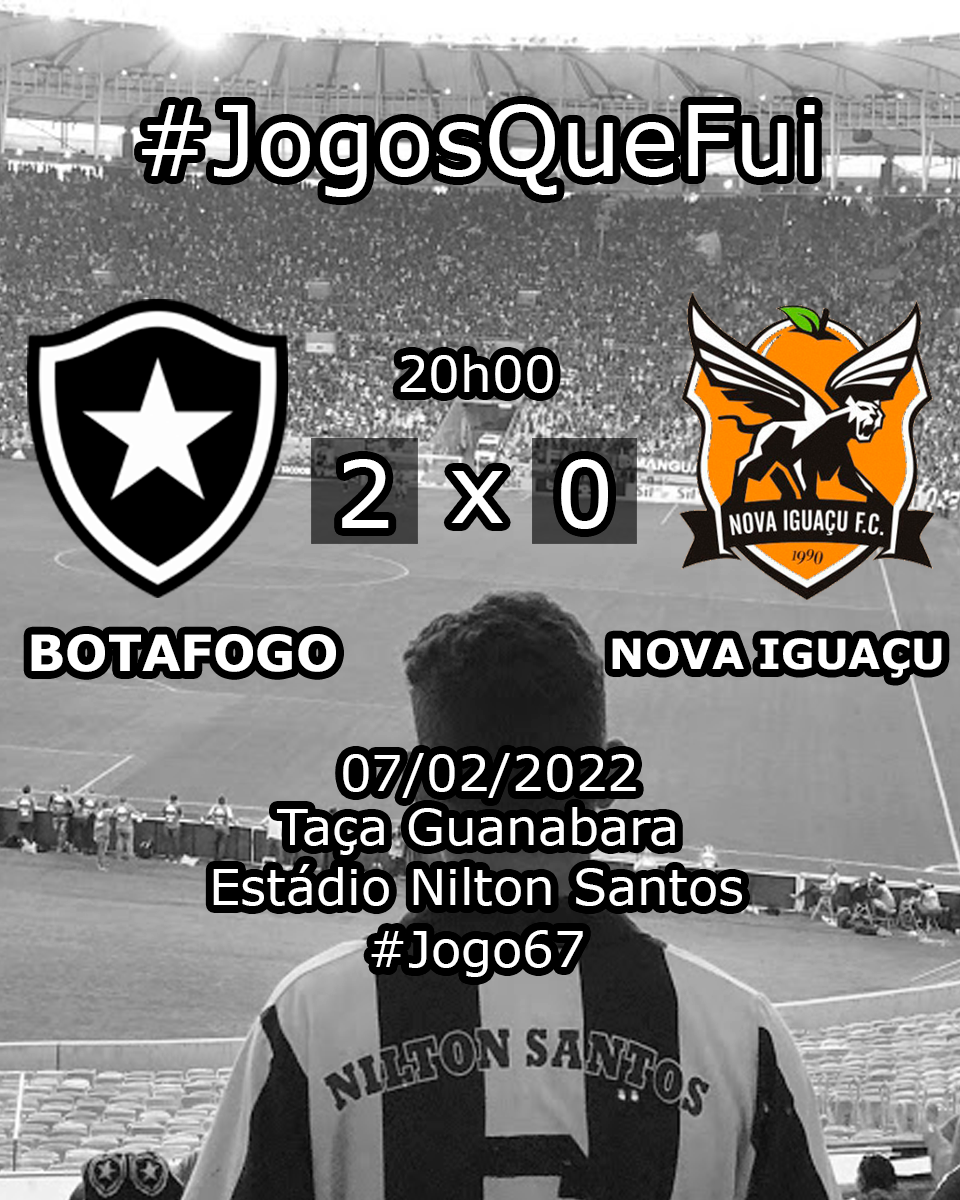 #JogosQueFui
20h00
2 x 0
NOVA IGUAÇU F.C.
1990
BOTAFOGO
NOVA IGUAÇU
07/02/2022
Taça Guanabara
Estádio Nilton Santos
#Jogo67
NILTON SANTOS